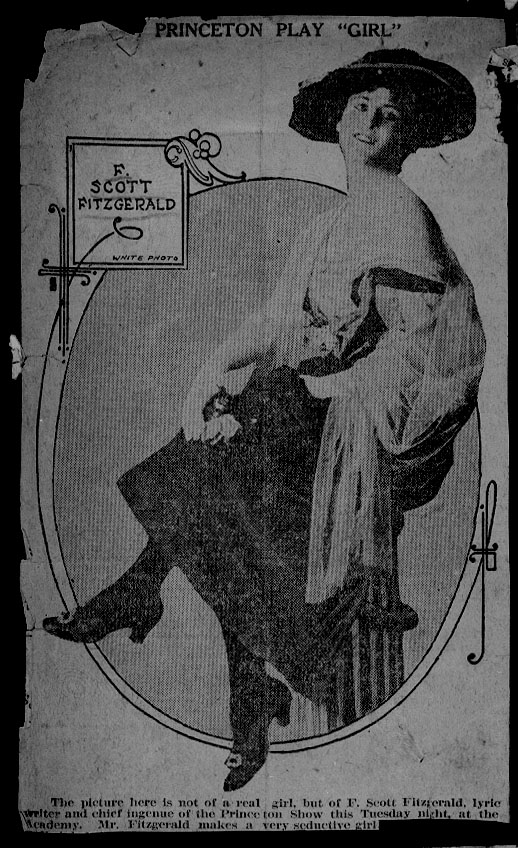 PRINCETON PLAY “GIRL”
F.
SCOTT
FITZGERALD
WHITE PHOTO
The picture here is not of a real girl, but of F. Scott Fitzgerald, lyric
writer and chief ingenue of the Princeton Show this Tuesday night, at the
Academy. Mr. Fitzgerald makes a very seductive girl